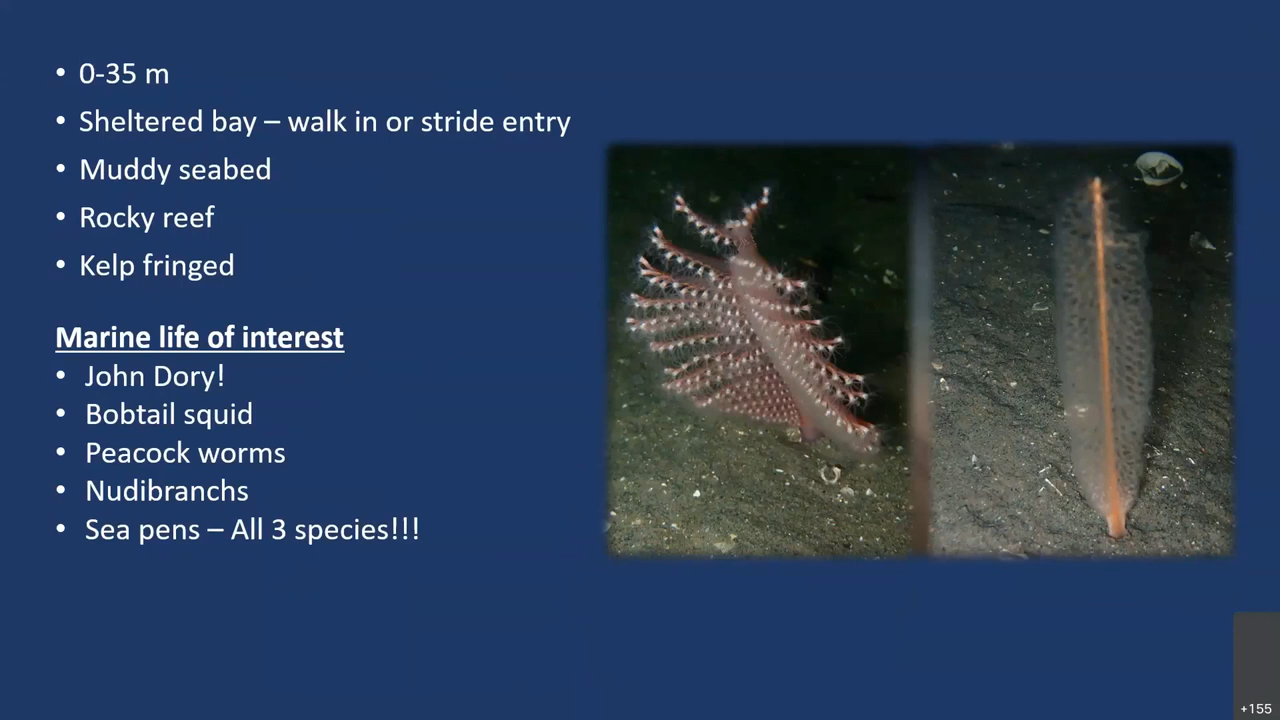 • 0-35 m
• Sheltered bay – walk in or stride entry
• Muddy seabed
• Rocky reef
• Kelp fringed
Marine life of interest
• John Dory!
• Bobtail squid
• Peacock worms
• Nudibranchs
• Sea pens – All 3 species!!!
+155